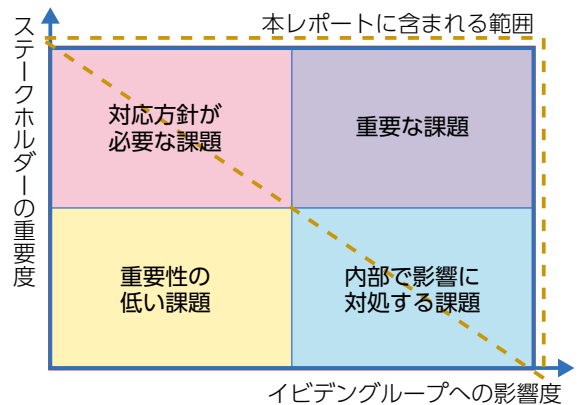 本レポートに含まれる範囲
ステークホルダーの重要度
対応方針が
必要な課題
重要な課題
重要性の
低い課題
内部で影響に
対処する課題
イビデングループへの影響度